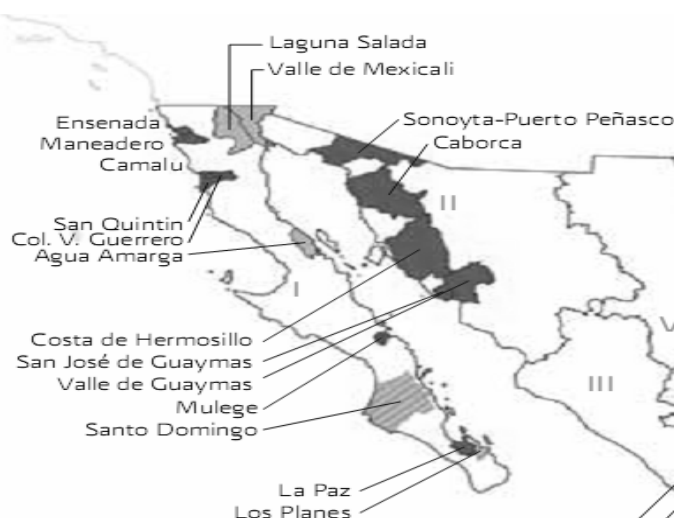 Laguna Salada
Valle de Mexicali
Ensenada
Maneadero
Camalu
Sonoyta-Puerto Peñasco
Caborca
II
San Quintin
Col. V. Guerrero
Agua Amarga
I
Costa de Hermosillo
San José de Guaymas
Valle de Guaymas
Mulege
Santo Domingo
III
La Paz
Los Planes